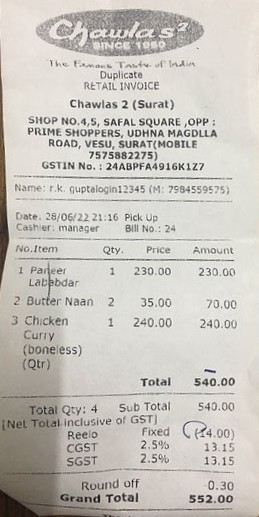 Chawlas²
SINCE 1960
The Famous Taste of India
Duplicate
RETAIL INVOICE
Chawlas 2 (Surat)
SHOP NO.4,5, SAFAL SQUARE ,OPP :
PRIME SHOPPERS, UDHNA MAGDLLA
ROAD, VESU, SURAT(MOBILE
7575882275)
GSTIN No. : 24ABPFA4916K1Z7
Name: r.k. guptalogin12345 (M: 7984559575)
Date: 28/06/22 21:16 Pick Up
Cashier: manager Bill No.: 24
No.Item Qty. Price Amount
1 Paneer 1 230.00 230.00
Lababdar
2 Butter Naan 2 35.00 70.00
3 Chicken 1 240.00 240.00
Curry
(boneless)
(Qtr)
Total 540.00
Total Qty: 4 Sub Total 540.00
[Net Total inclusive of GST]
Reelo Fixed (14.00)
CGST 2.5% 13.15
SGST 2.5% 13.15
Round off -0.30
Grand Total 552.00